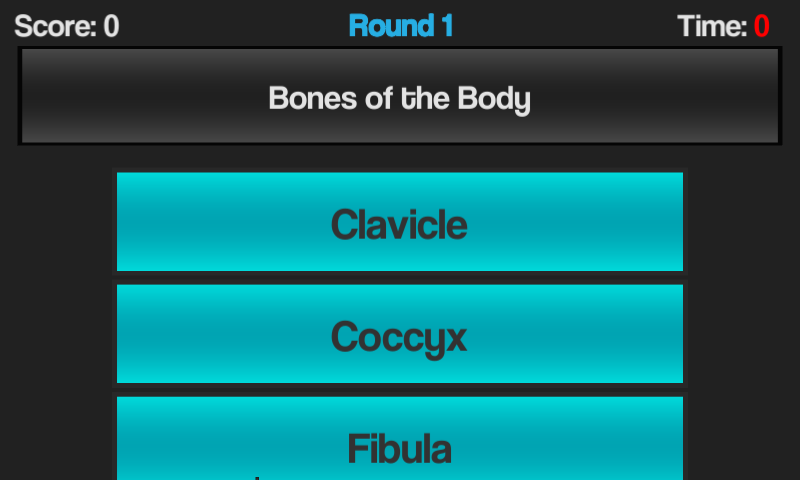 Score: 0 Round 1 Time: 0
Bones of the Body
Clavicle
Coccyx
Fibula